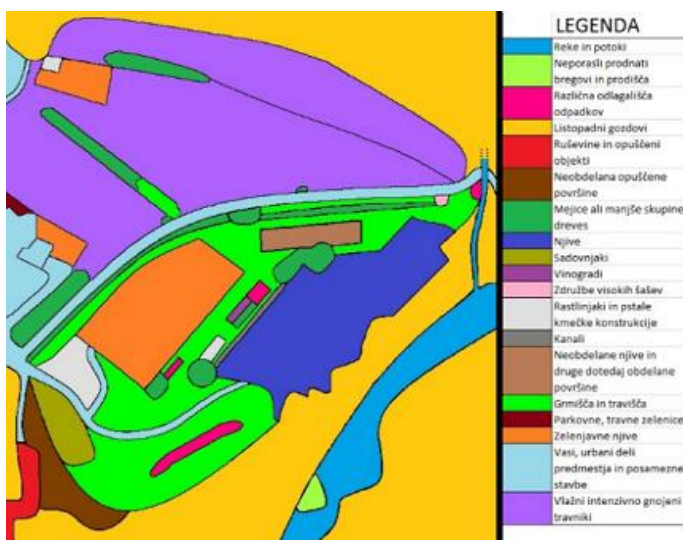 LEGENDA
Reke in potoki
Neporasli prodnati
bregovi in prodišča
Različna odlagališča
odpadkov
Listopadni gozdovi
Ruševine in opuščeni
objekti
Neobdelana opuščene
površine
Mejice ali manjše skupine
dreves
Njive
Sadovnjaki
Vinogradi
Združbe visokih šašev
Rastlinjaki in pstale
kmečke konstrukcije
Kanali
Neobdelane njive in
druge dotedaj obdelane
površine
Grmišča in travišča
Parkovne, travne zelenice
Zelenjavne njive
Vasi, urbani deli
predmestja in posamezne
stavbe
Vlažni intenzivno gnojeni
travniki